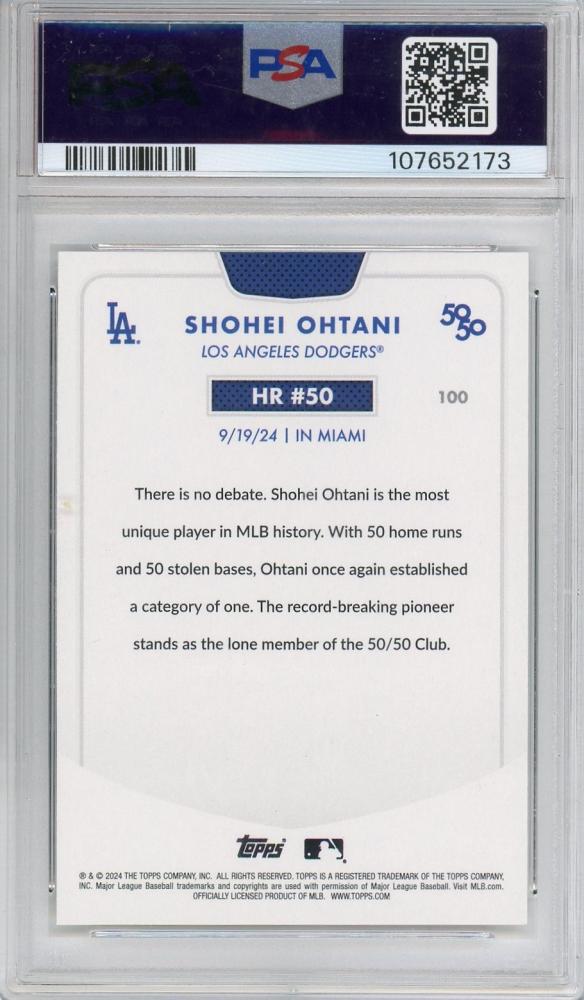 PSA
PSA
107652173
LA
SHOHEI OHTANI
50/50
LOS ANGELES DODGERS®
HR #50
100
9/19/24 | IN MIAMI
There is no debate. Shohei Ohtani is the most
unique player in MLB history. With 50 home runs
and 50 stolen bases, Ohtani once again established
a category of one. The record-breaking pioneer
stands as the lone member of the 50/50 Club.
TOPPS®
® & © 2024 THE TOPPS COMPANY, INC. ALL RIGHTS RESERVED. TOPPS IS A REGISTERED TRADEMARK OF THE TOPPS COMPANY,
INC. Major League Baseball trademarks and copyrights are used with permission of Major League Baseball. Visit MLB.com.
OFFICIALLY LICENSED PRODUCT OF MLB. WWW.TOPPS.COM